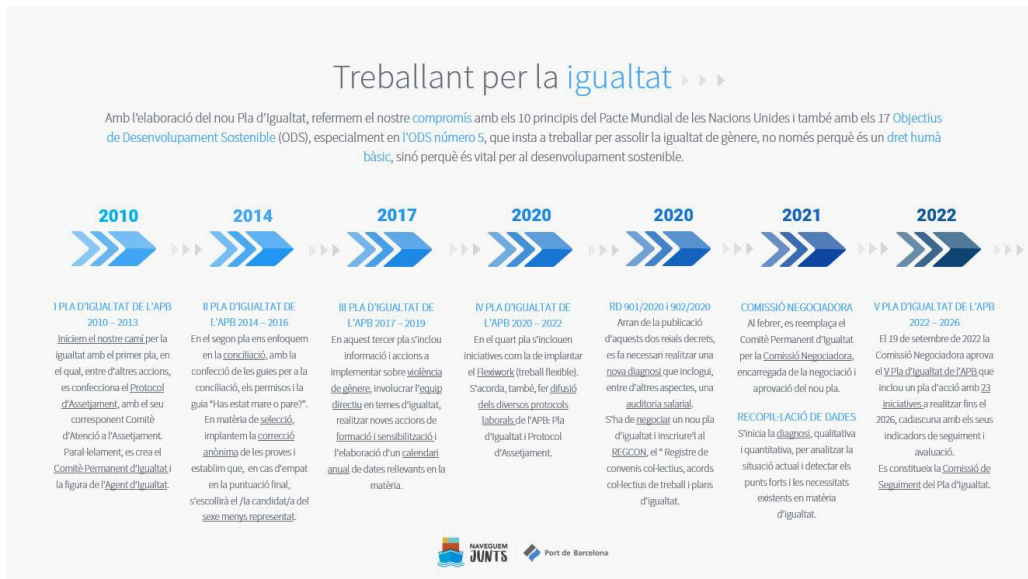 Treballant per la igualtat
Amb l'elaboració del nou Pla d'Igualtat, refermem el nostre compromís amb els 10 principis del Pacte Mundial de les Nacions Unides i també amb els 17 Objectius
de Desenvolupament Sostenible (ODS), especialment en l'ODS número 5, que insta a treballar per assolir la igualtat de gènere, no només perquè és un dret humà
bàsic, sinó perquè és vital per al desenvolupament sostenible.
2010
I PLA D'IGUALTAT DE L'APB
2010 – 2013
Iniciem el nostre camí per la
igualtat amb el primer pla, en
el qual, entre d'altres accions,
es confecciona el Protocol
d'Assetjament, amb el seu
corresponent Comitè
d'Atenció a l'Assetjament.
Paral·lelament, es crea el
Comitè Permanent d'Igualtat i
la figura de l'Agent d'Igualtat.
2014
II PLA D'IGUALTAT DE
L'APB 2014 – 2016
En el segon pla ens enfoquem
en la conciliació, amb la
confecció de les guies per a la
conciliació, els permisos i la
guia "Has estat mare o pare?".
En matèria de selecció,
implantem la correcció
anònima de les proves i
establim que, en cas d'empat
en la puntuació final,
s'escollirà el /la candidat/a del
sexe menys representat.
2017
III PLA D'IGUALTAT DE
L'APB 2017 – 2019
En aquest tercer pla s'inclou
informació i accions a
implementar sobre violència
de gènere, involucrar l'equip
directiu en temes d'igualtat,
realitzar noves accions de
formació i sensibilització i
l'elaboració d'un calendari
anual de dates rellevants en la
matèria.
2020
IV PLA D'IGUALTAT DE
L'APB 2020 – 2022
En el quart pla s'inclouen
iniciatives com la de implantar
el Flexiwork (treball flexible).
S'acorda, també, fer difusió
dels diversos protocols
laborals de l'APB: Pla
d'Igualtat i Protocol
d'Assetjament.
2020
RD 901/2020 i 902/2020
Arran de la publicació
d'aquests dos reials decrets,
es fa necessari realitzar una
nova diagnosi que inclogui,
entre d'altres aspectes, una
auditoria salarial.
S'ha de negociar un nou pla
d'igualtat i inscriure'l al
REGCON, el " Registre de
convenis col·lectius, acords
col·lectius de treball i plans
d'igualtat.
2021
COMISSIÓ NEGOCIADORA
Al febrer, es reemplaça el
Comitè Permanent d'Igualtat
per la Comissió Negociadora,
encarregada de la negociació i
aprovació del nou pla.
RECOPIL·LACIÓ DE DADES
S'inicia la diagnosi, qualitativa
i quantitativa, per analitzar la
situació actual i detectar els
punts forts i les necessitats
existents en matèria
d'igualtat.
2022
V PLA D'IGUALTAT DE L'APB
2022 – 2026
El 19 de setembre de 2022 la
Comissió Negociadora aprova
el V Pla d'Igualtat de l'APB que
inclou un pla d'acció amb 23
iniciatives a realitzar fins el
2026, cadascuna amb els seus
indicadors de seguiment i
avaluació.
Es constitueix la Comissió de
Seguiment del Pla d'Igualtat.
NAVEGUEM
JUNTS
Port de Barcelona